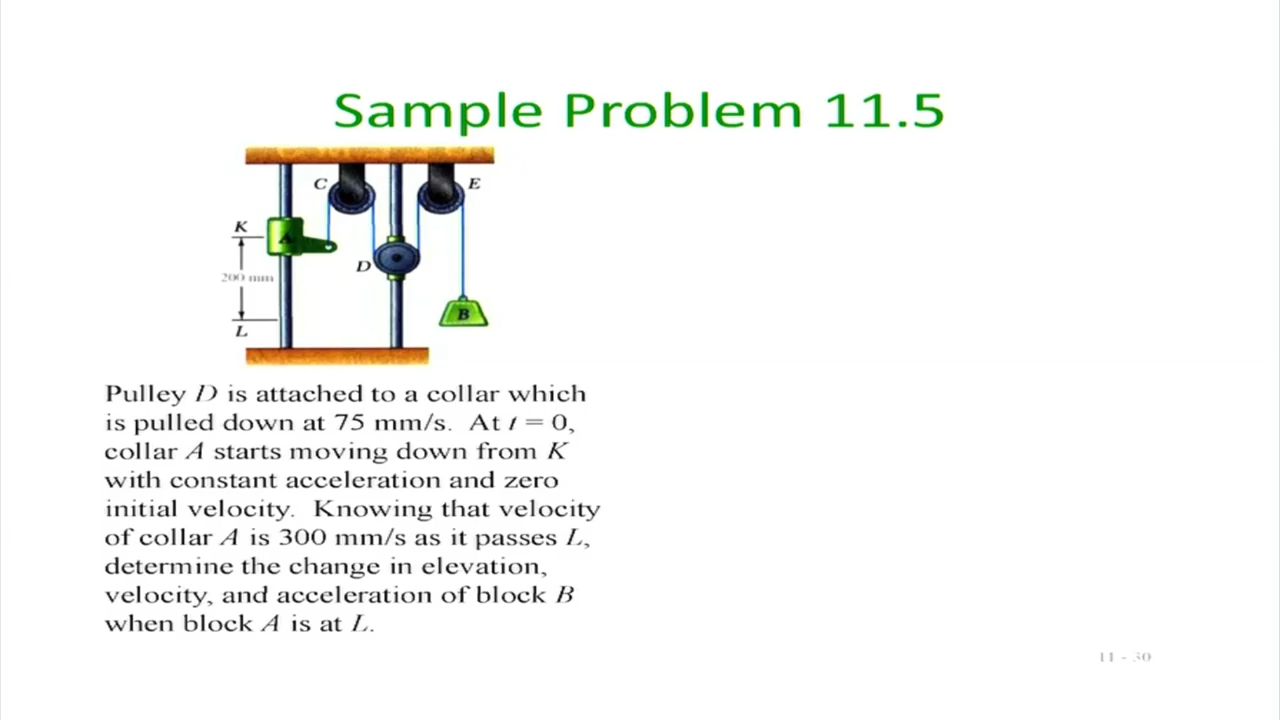 Sample Problem 11.5
C
E
K
A
D
200 mm
B
L
Pulley D is attached to a collar which
is pulled down at 75 mm/s.  At t = 0,
collar A starts moving down from K
with constant acceleration and zero
initial velocity.  Knowing that velocity
of collar A is 300 mm/s as it passes L,
determine the change in elevation,
velocity, and acceleration of block B
when block A is at L.
11 - 30